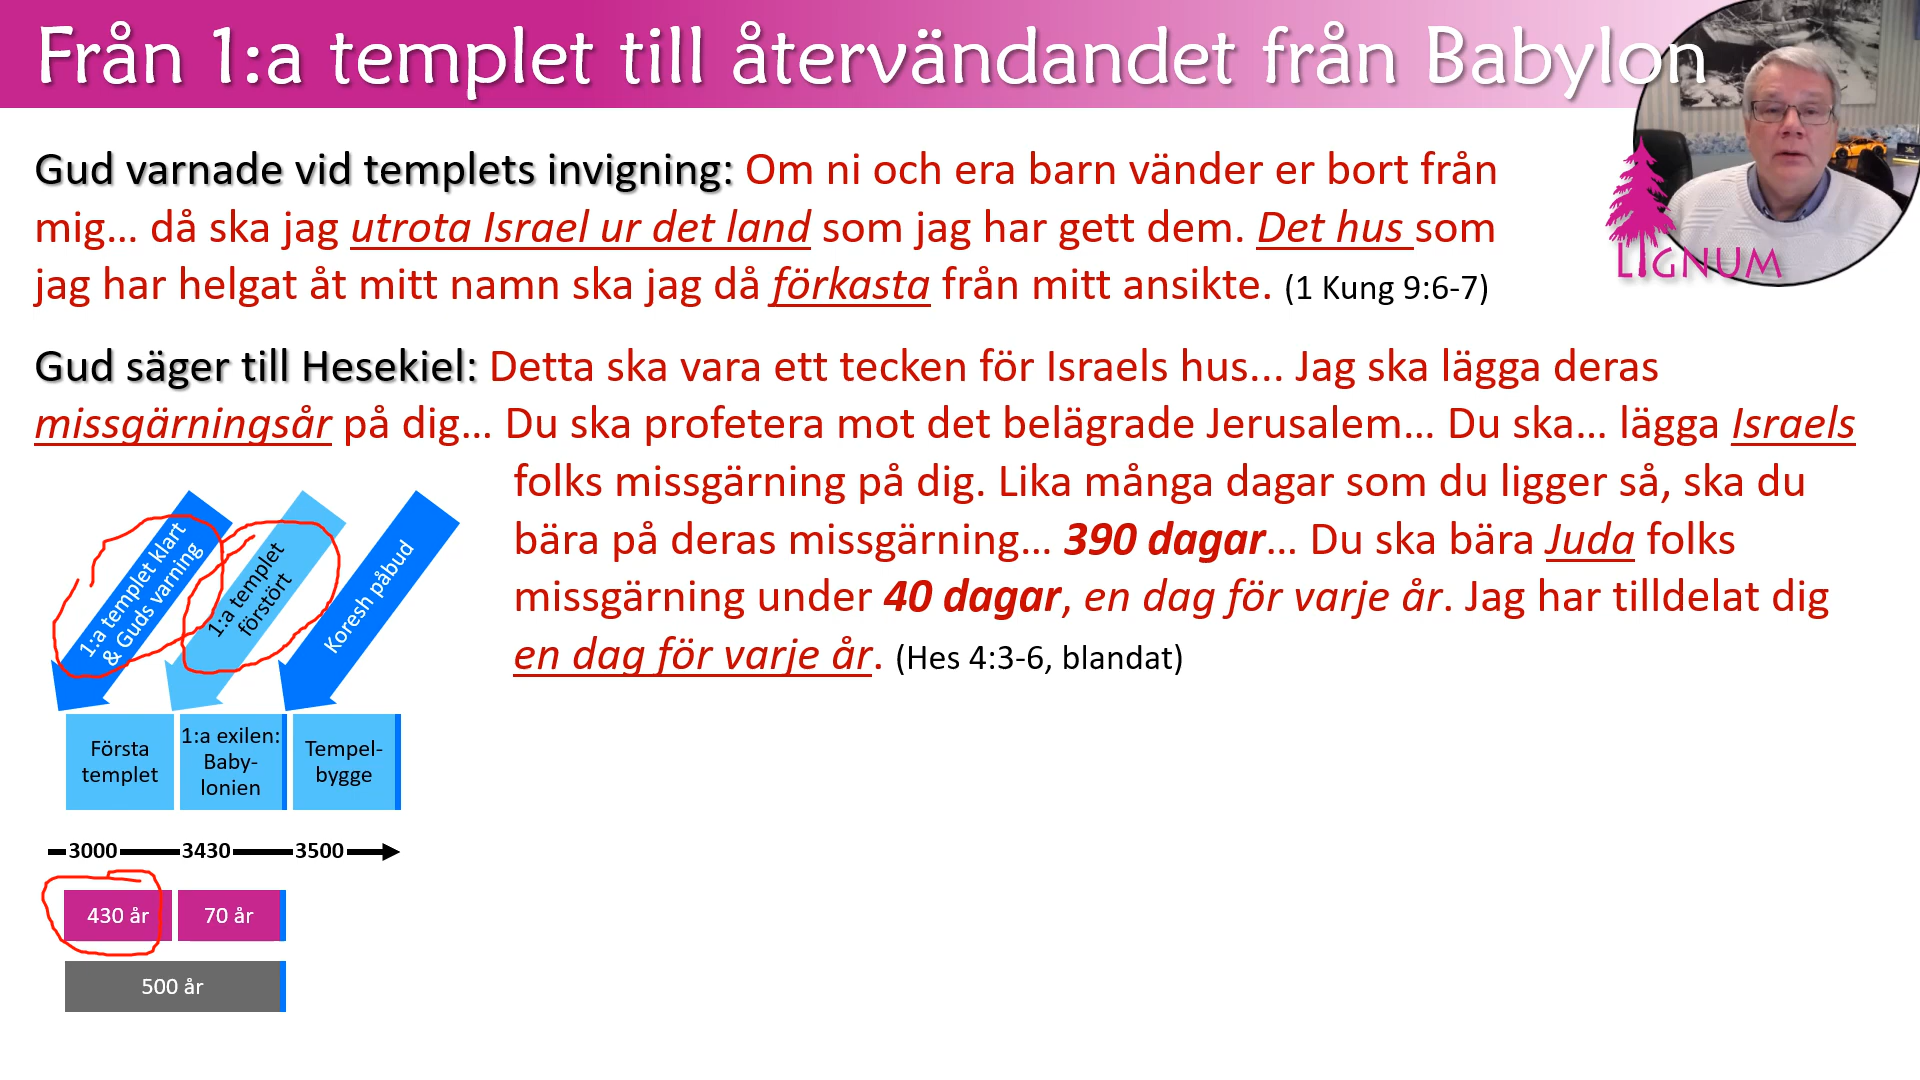 Från 1:a templet till återvändandet från Babylon
LIGNUM
Gud varnade vid templets invigning: Om ni och era barn vänder er bort från
mig... då ska jag utrota Israel ur det land som jag har gett dem. Det hus som
jag har helgat åt mitt namn ska jag då förkasta från mitt ansikte. (1 Kung 9:6-7)
Gud säger till Hesekiel: Detta ska vara ett tecken för Israels hus... Jag ska lägga deras
missgärningsår på dig... Du ska profetera mot det belägrade Jerusalem... Du ska... lägga Israels
folks missgärning på dig. Lika många dagar som du ligger så, ska du
bära på deras missgärning... 390 dagar... Du ska bära Juda folks
missgärning under 40 dagar, en dag för varje år. Jag har tilldelat dig
en dag för varje år. (Hes 4:3-6, blandat)
1:a templet klart
& Guds varning
1:a templet
förstört
Koresh påbud
Första
templet
1:a exilen:
Baby-
lonien
Tempel-
bygge
3000 3430 3500
430 år 70 år
500 år